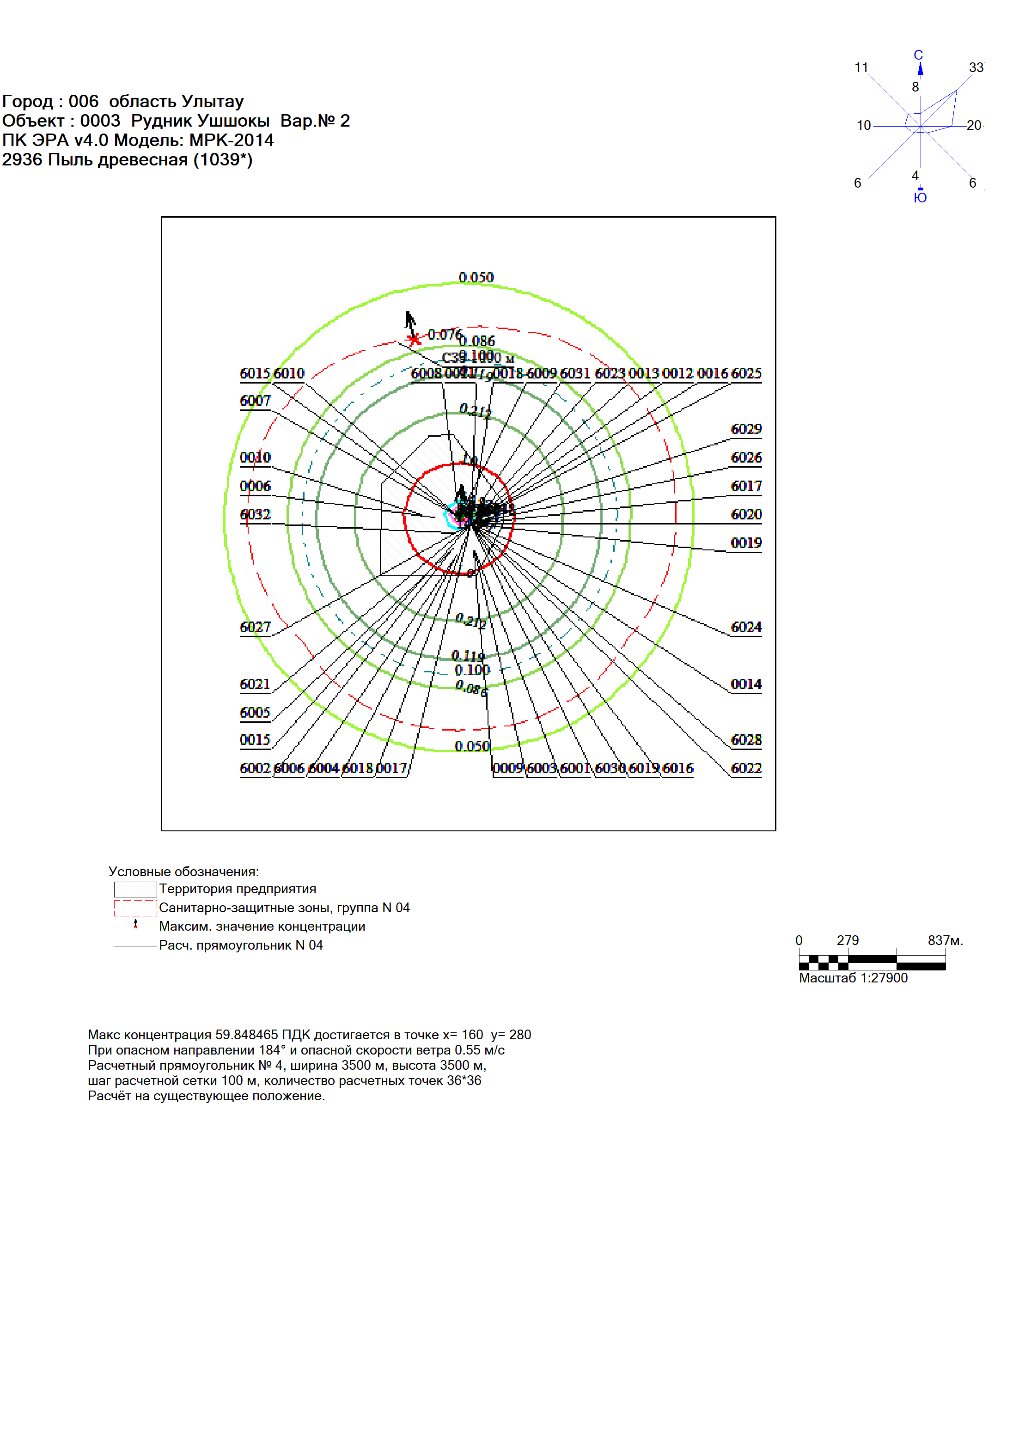 Город : 006 область Улытау
Объект : 0003 Рудник Ушшокы Вар.№ 2
ПК ЭРА v4.0 Модель: МРК-2014
2936 Пыль древесная (1039*)
С
11
33
8
10
20
6
4
6
Ю
0.050
0.076
0.086
0.100
6015 6010
6008
0018 6009 6031 6023 0013 0012 0016 6025
6007
0.212
6029
0010
1.0
6026
0006
6017
6032
6020
0019
6027
0.212
6024
0.119
6021
0.100
0014
0.086
6005
0015
0.050
6028
6002 6006 6004 6018 0017
0009 6003 6001 6030 6019 6016
6022
Условные обозначения:
Территория предприятия
Санитарно-защитные зоны, группа N 04
Максим. значение концентрации
Расч. прямоугольник N 04
0 279 837м.
Масштаб 1:27900
Макс концентрация 59.848465 ПДК достигается в точке x= 160 y= 280
При опасном направлении 184° и опасной скорости ветра 0.55 м/с
Расчетный прямоугольник № 4, ширина 3500 м, высота 3500 м,
шаг расчетной сетки 100 м, количество расчетных точек 36*36
Расчёт на существующее положение.